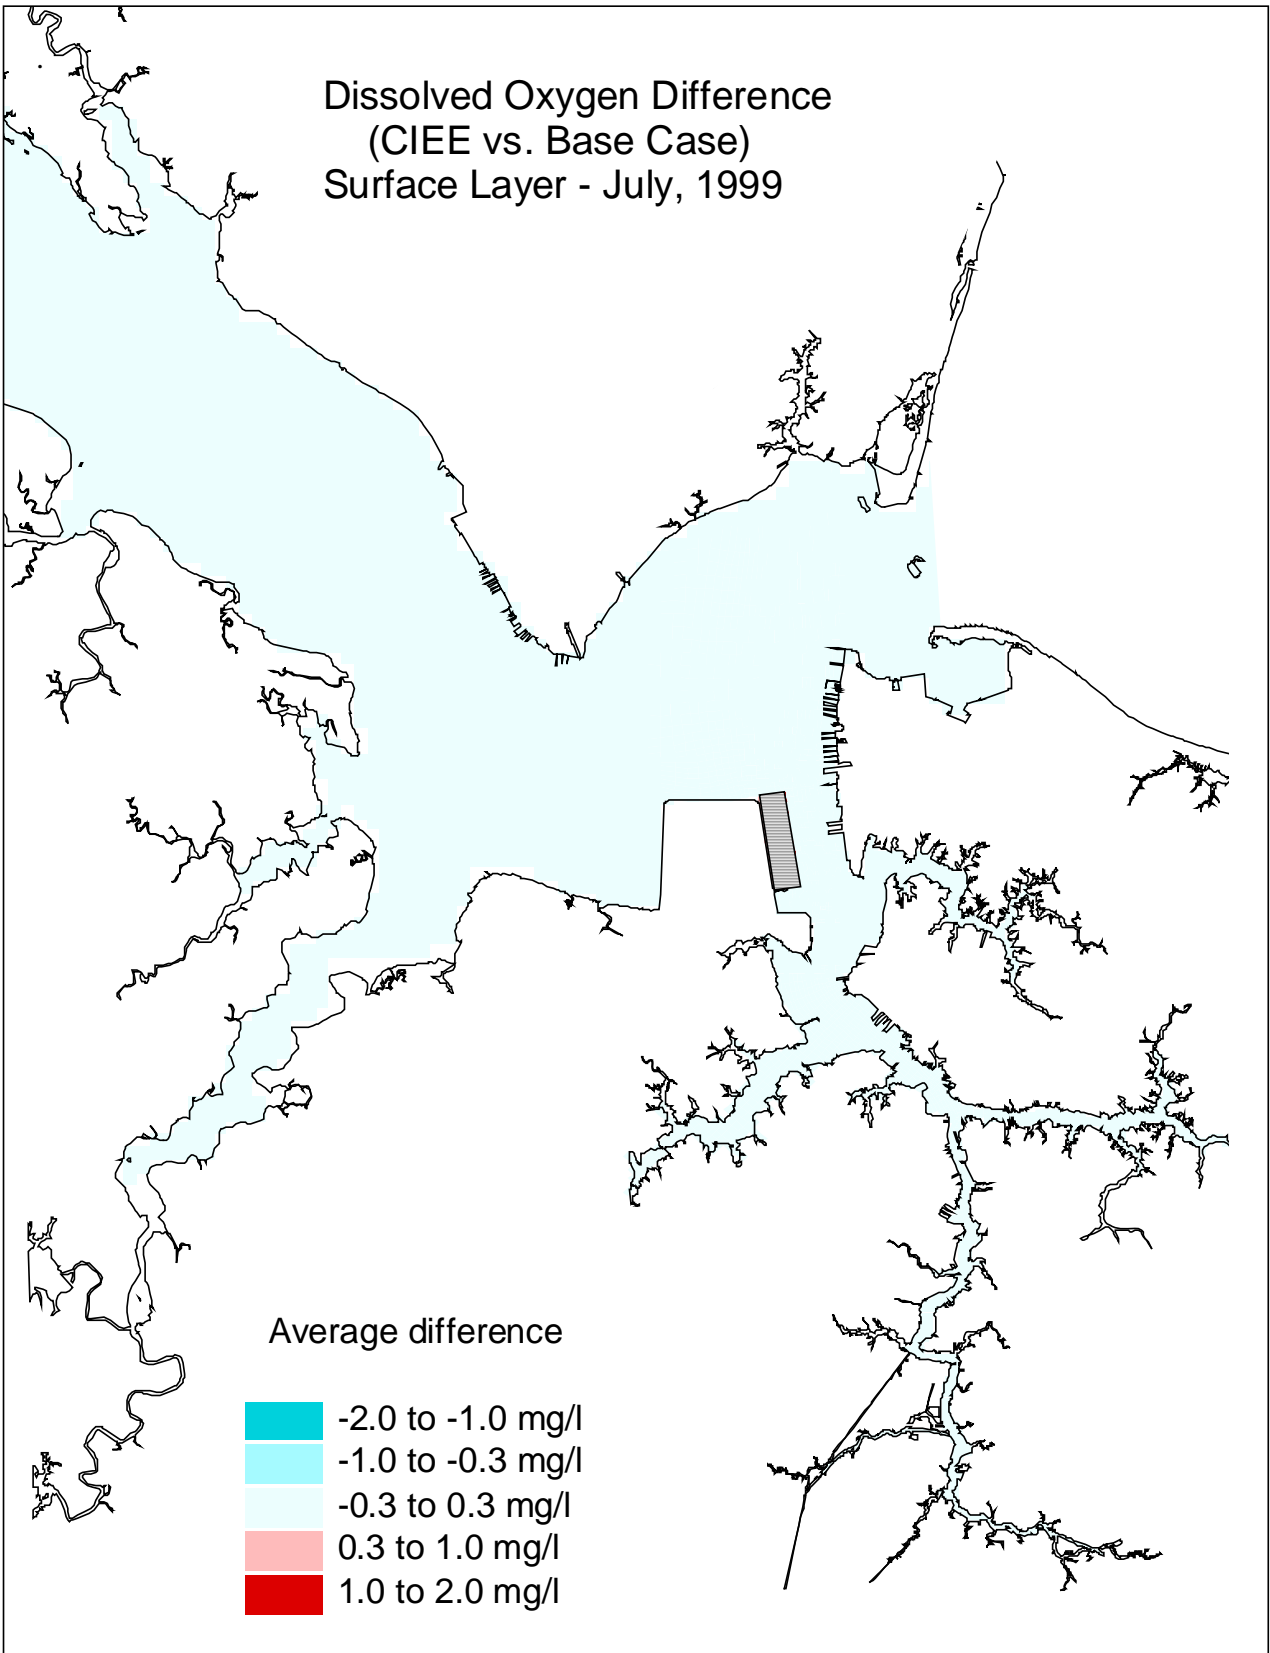 Dissolved Oxygen Difference
(CIEE vs. Base Case)
Surface Layer - July, 1999
Average difference
-2.0 to -1.0 mg/l
-1.0 to -0.3 mg/l
-0.3 to 0.3 mg/l
0.3 to 1.0 mg/l
1.0 to 2.0 mg/l